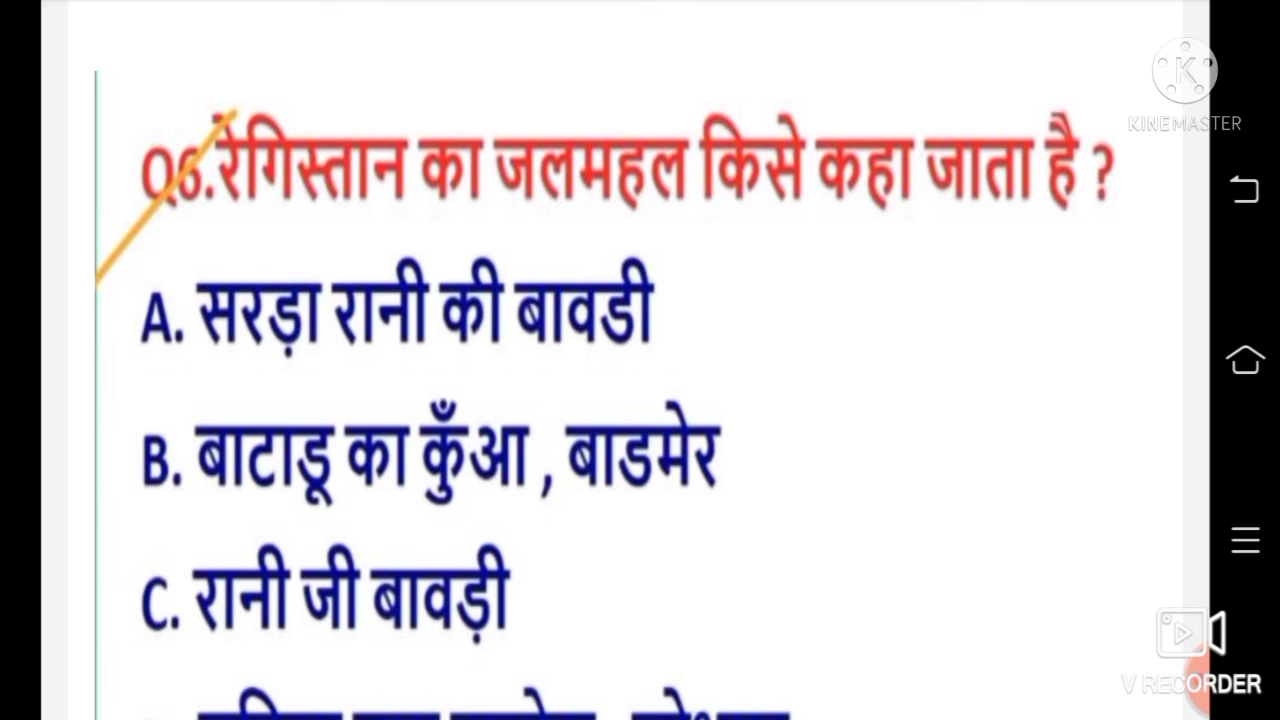 KINEMASTER
Q6.रेगिस्तान का जलमहल किसे कहा जाता है ?
A. सरड़ा रानी की बावडी
B. बाटाडू का कुँआ , बाडमेर
C. रानी जी बावड़ी
V RECORDER